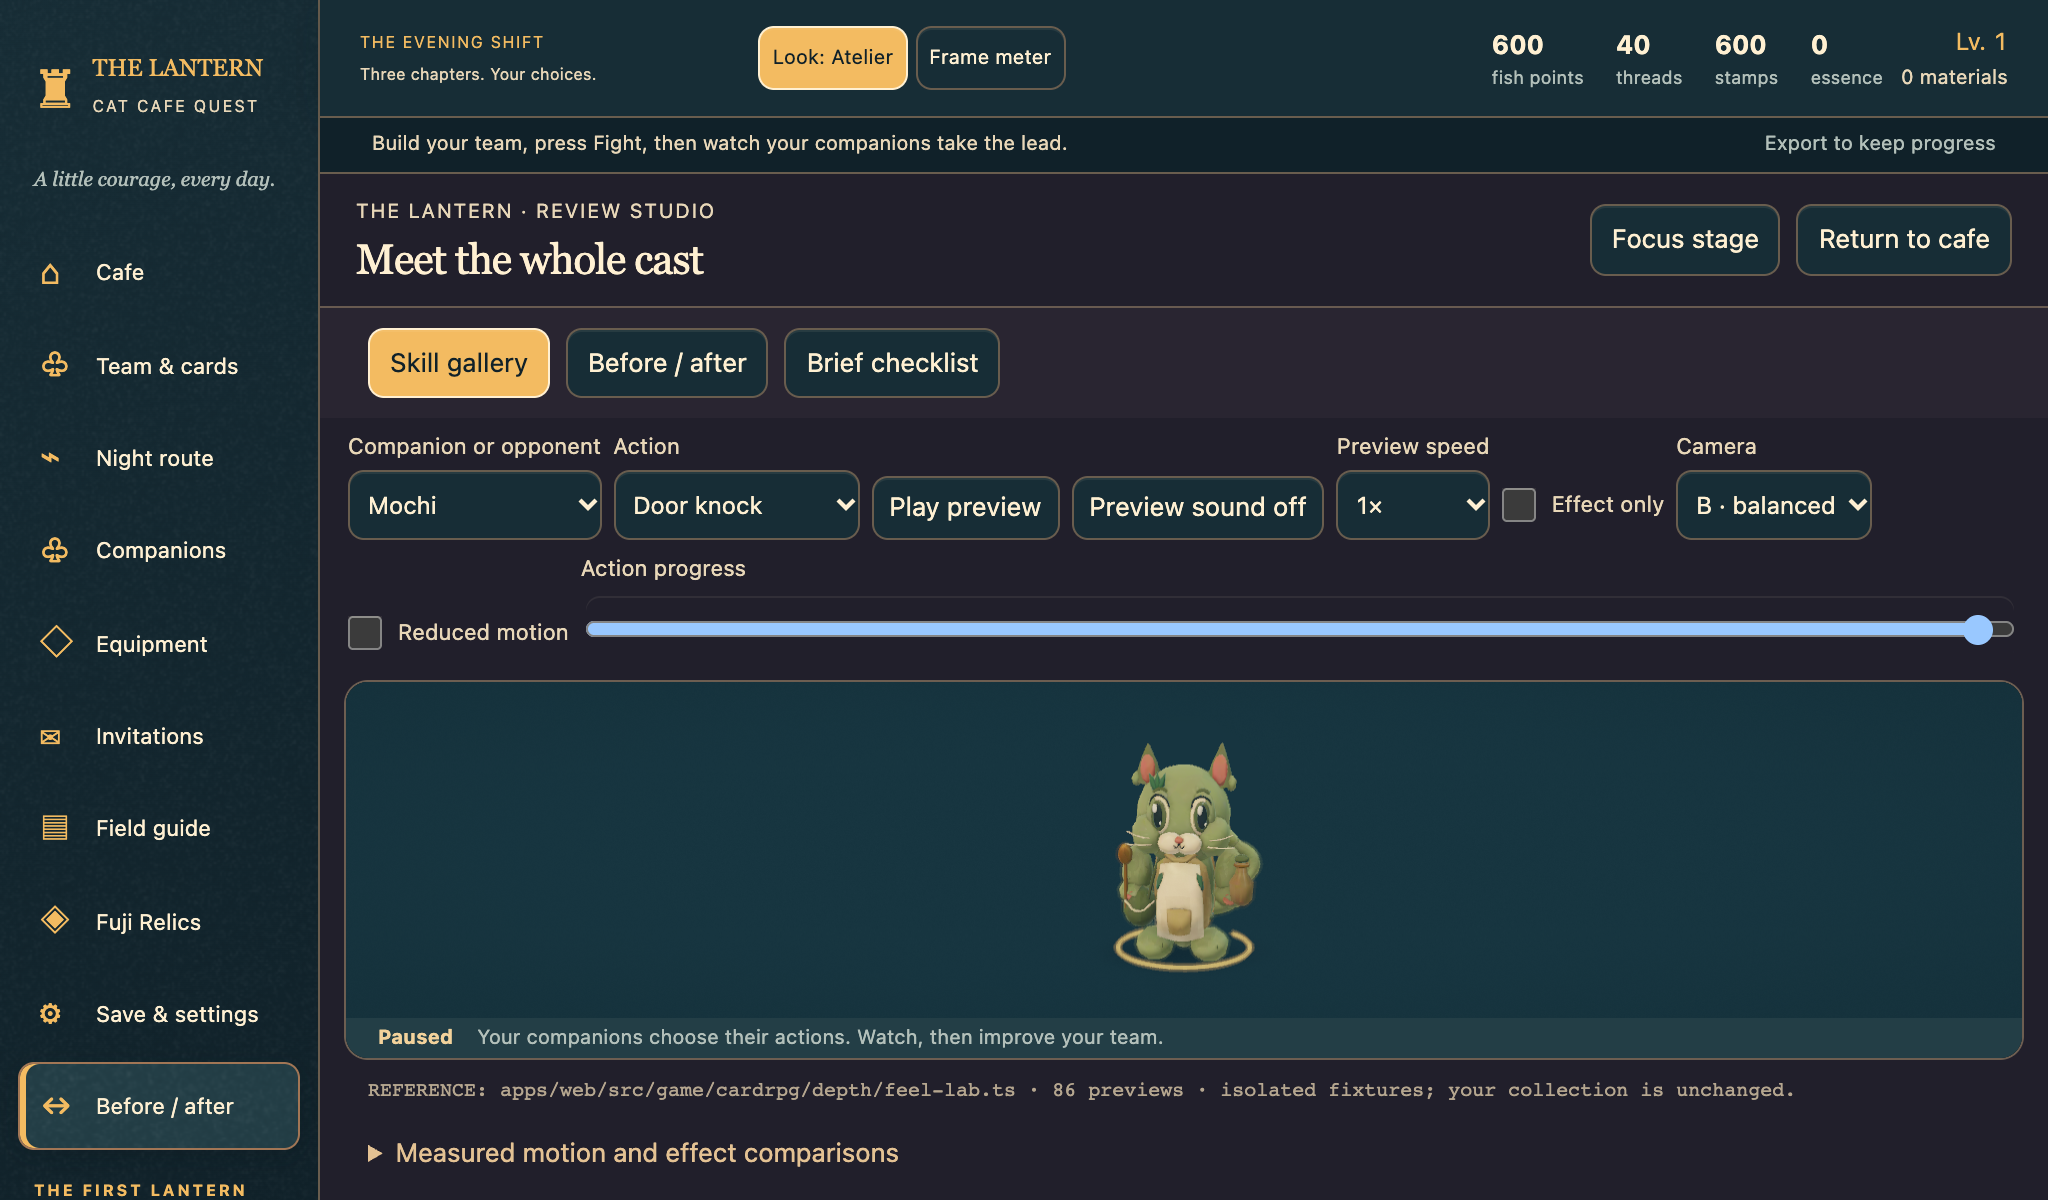 THE LANTERN
CAT CAFE QUEST
A little courage, every day.
Cafe
Team & cards
Night route
Companions
Equipment
Invitations
Field guide
Fuji Relics
Save & settings
Before / after
THE FIRST LANTERN
THE EVENING SHIFT
Three chapters. Your choices.
Look: Atelier
Frame meter
600 fish points
40 threads
600 stamps
0 essence
Lv. 1
0 materials
Build your team, press Fight, then watch your companions take the lead.
Export to keep progress
THE LANTERN · REVIEW STUDIO
Meet the whole cast
Focus stage
Return to cafe
Skill gallery
Before / after
Brief checklist
Companion or opponent
Mochi
Action
Door knock
Play preview
Preview sound off
Preview speed
1×
Effect only
Camera
B · balanced
Reduced motion
Action progress
Paused Your companions choose their actions. Watch, then improve your team.
REFERENCE: apps/web/src/game/cardrpg/depth/feel-lab.ts · 86 previews · isolated fixtures; your collection is unchanged.
Measured motion and effect comparisons